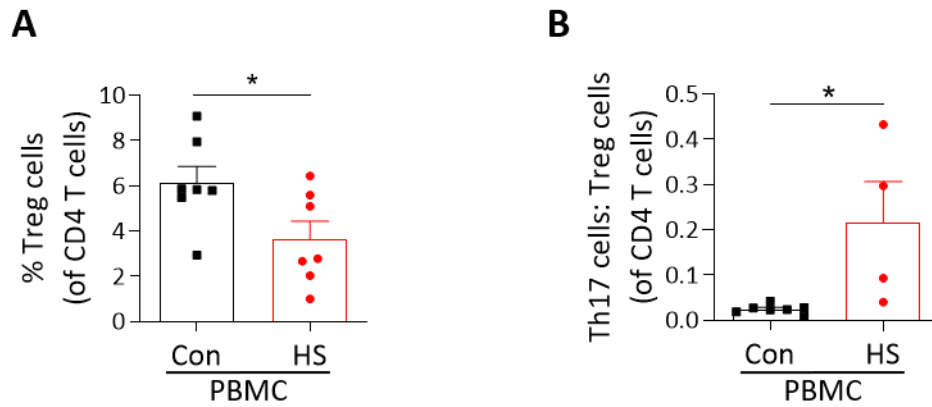 A
% Treg cells
(of CD4 T cells)
10
8
6
4
2
0
*
Con
HS
PBMC
B
Th17 cells: Treg cells
(of CD4 T cells)
0.5
0.4
0.3
0.2
0.1
0.0
*
Con
HS
PBMC